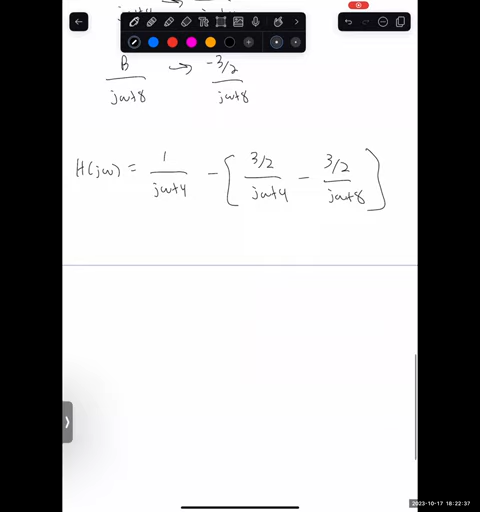 B/(jω+8) → -3/2/(jω+8)
H(jω) = 1/(jω+4) - [ 3/2/(jω+4) - 3/2/(jω+8) ]
2023-10-17 18:22:37